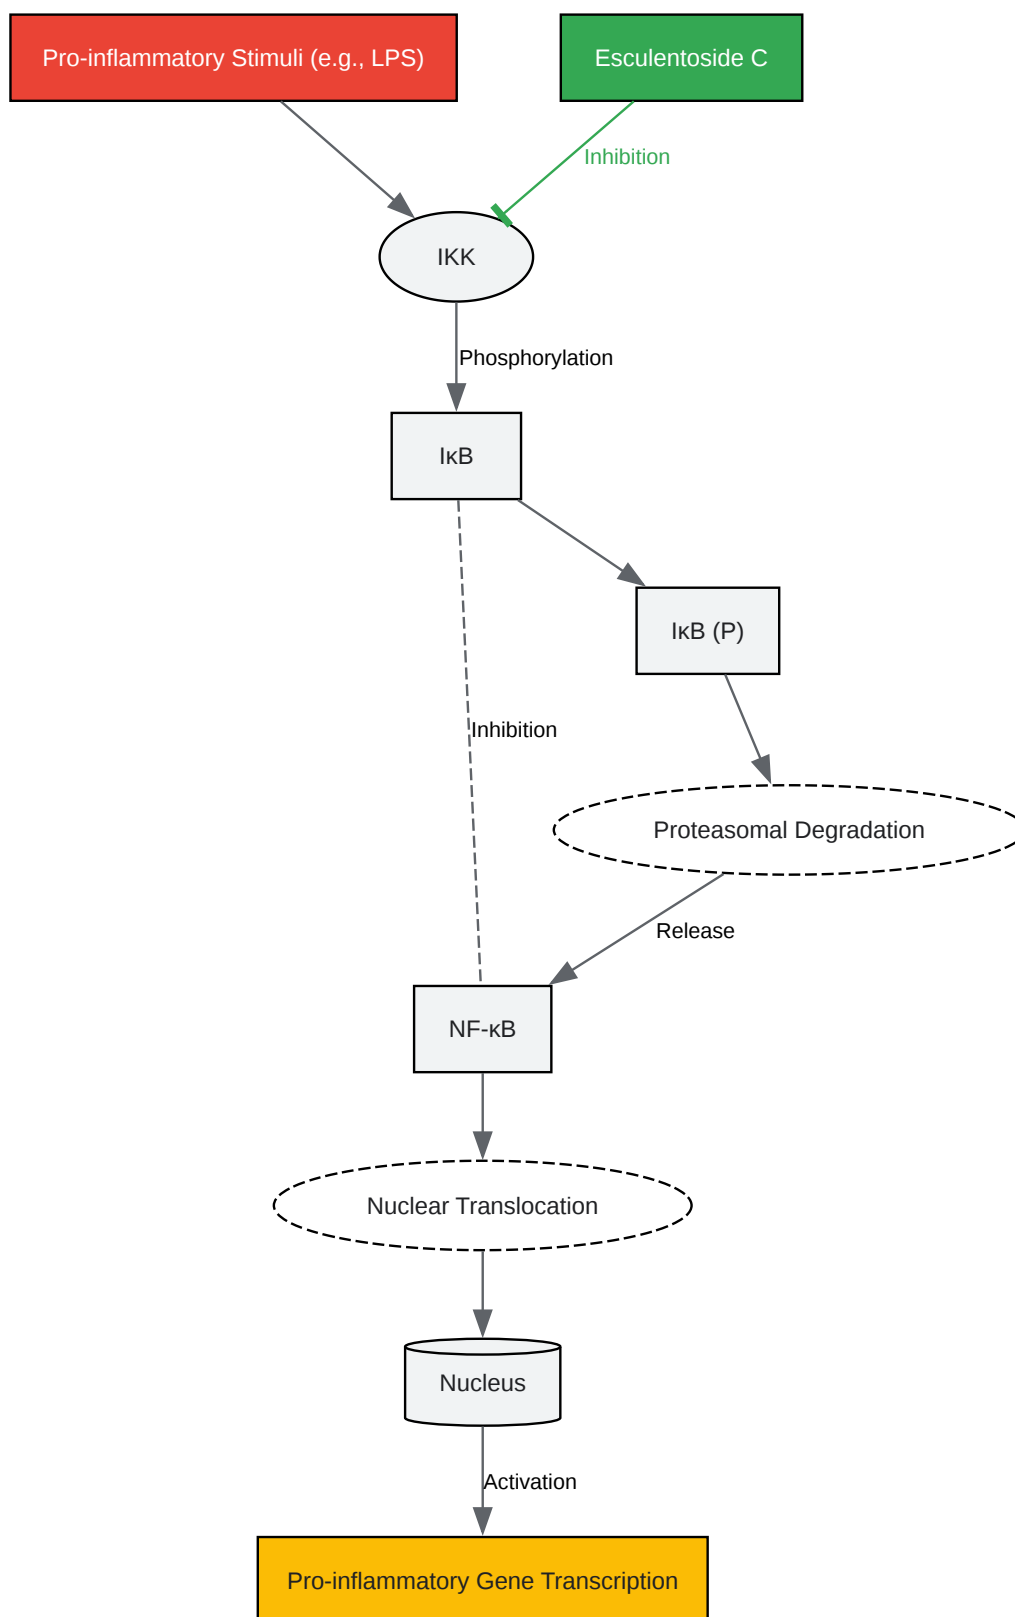 Pro-inflammatory Stimuli (e.g., LPS)
Esculentoside C
Inhibition
IKK
Phosphorylation
IκB
IκB (P)
Inhibition
Proteasomal Degradation
Release
NF-κB
Nuclear Translocation
Nucleus
Activation
Pro-inflammatory Gene Transcription